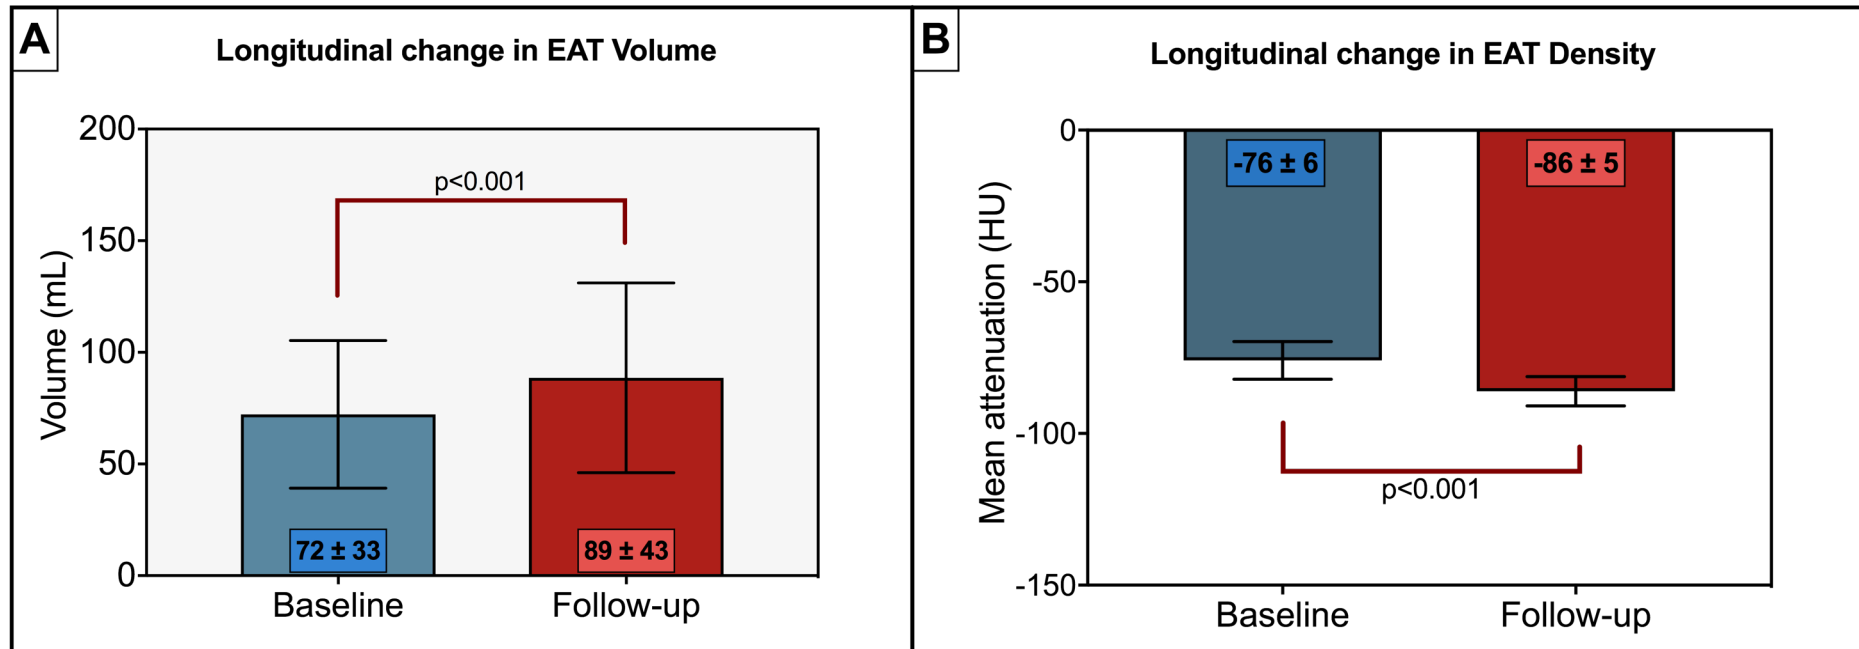 A
Longitudinal change in EAT Volume
Volume (mL)
200
150
100
50
0
p<0.001
72 ± 33
89 ± 43
Baseline
Follow-up
B
Longitudinal change in EAT Density
Mean attenuation (HU)
0
-50
-100
-150
-76 ± 6
-86 ± 5
p<0.001
Baseline
Follow-up